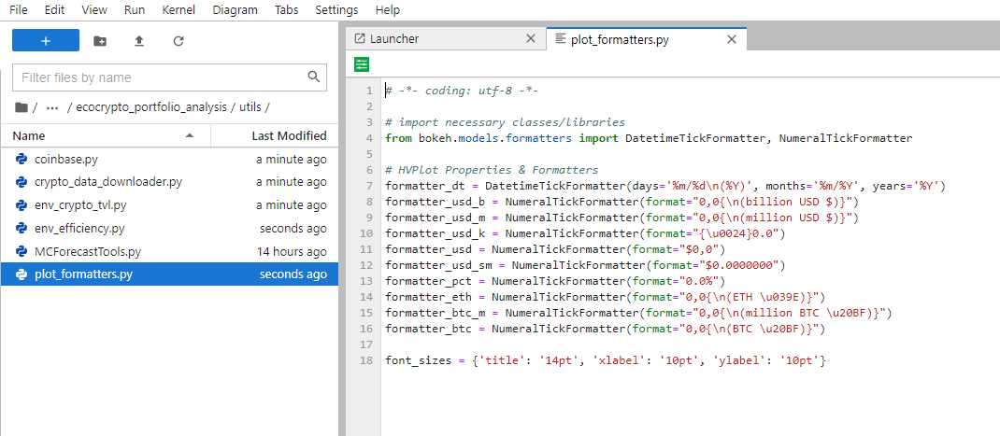 File Edit View Run Kernel Diagram Tabs Settings Help
Launcher
plot_formatters.py
Filter files by name
/ ... / ecocrypto_portfolio_analysis / utils /
Name Last Modified
coinbase.py a minute ago
crypto_data_downloader.py a minute ago
env_crypto_tvl.py a minute ago
env_efficiency.py seconds ago
MCForecastTools.py 14 hours ago
plot_formatters.py seconds ago
1 # -*- coding: utf-8 -*-
2
3 # import necessary classes/libraries
4 from bokeh.models.formatters import DatetimeTickFormatter, NumeralTickFormatter
5
6 # HVPlot Properties & Formatters
7 formatter_dt = DatetimeTickFormatter(days='%m/%d\n(%Y)', months='%m/%Y', years='%Y')
8 formatter_usd_b = NumeralTickFormatter(format="0,0{\n(billion USD $)}")
9 formatter_usd_m = NumeralTickFormatter(format="0,0{\n(million USD $)}")
10 formatter_usd_k = NumeralTickFormatter(format="{\u0024}0.0")
11 formatter_usd = NumeralTickFormatter(format="$0,0")
12 formatter_usd_sm = NumeralTickFormatter(format="$0.0000000")
13 formatter_pct = NumeralTickFormatter(format="0.0%")
14 formatter_eth = NumeralTickFormatter(format="0,0{\n(ETH \u039E)}")
15 formatter_btc_m = NumeralTickFormatter(format="0,0{\n(million BTC \u20BF)}")
16 formatter_btc = NumeralTickFormatter(format="0,0{\n(BTC \u20BF)}")
17
18 font_sizes = {'title': '14pt', 'xlabel': '10pt', 'ylabel': '10pt'}